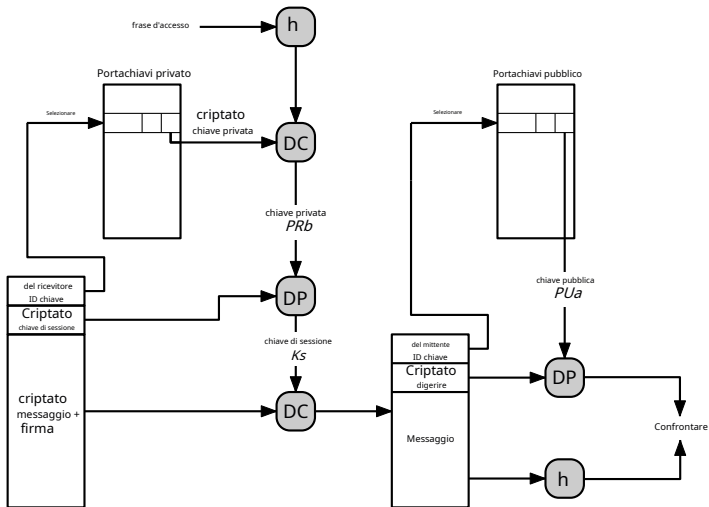 frase d'accesso
h
Portachiavi privato
Portachiavi pubblico
Selezionare
criptato
chiave privata
DC
Selezionare
chiave privata
PRb
del ricevitore
ID chiave
DP
chiave pubblica
PUa
Criptato
chiave di sessione
chiave di sessione
Ks
del mittente
ID chiave
Criptato
digerire
DP
criptato
messaggio +
firma
DC
Messaggio
Confrontare
h